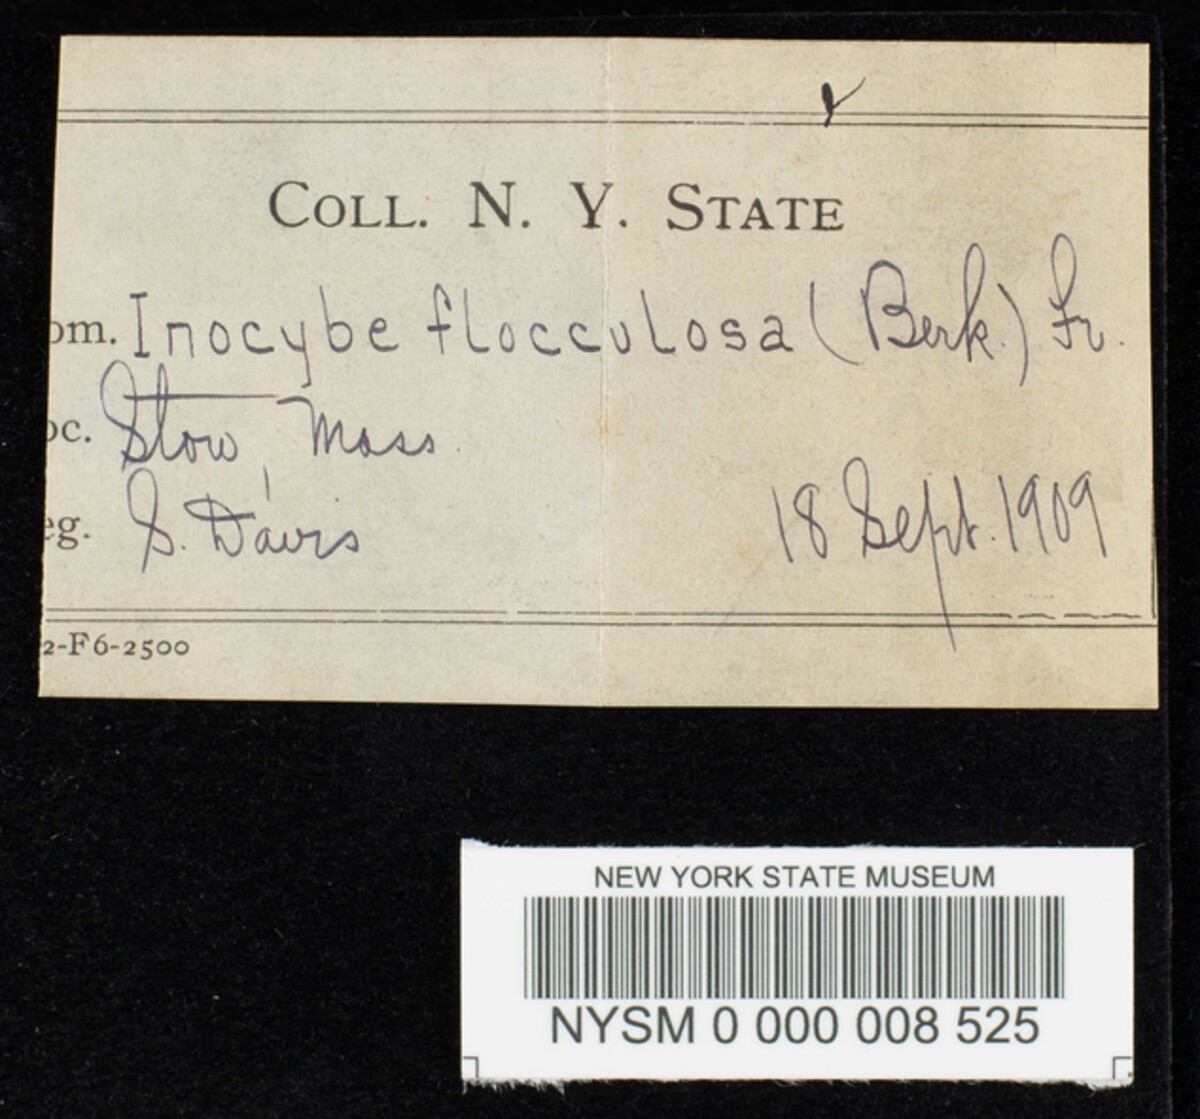 COLL. N. Y. STATE
om. Inocybe flocculosa (Berk.) Fr.
oc. Stow, Mass
eg. S. Davis 18 Sept. 1909
2-F6-2500
NEW YORK STATE MUSEUM
NYSM 0 000 008 525